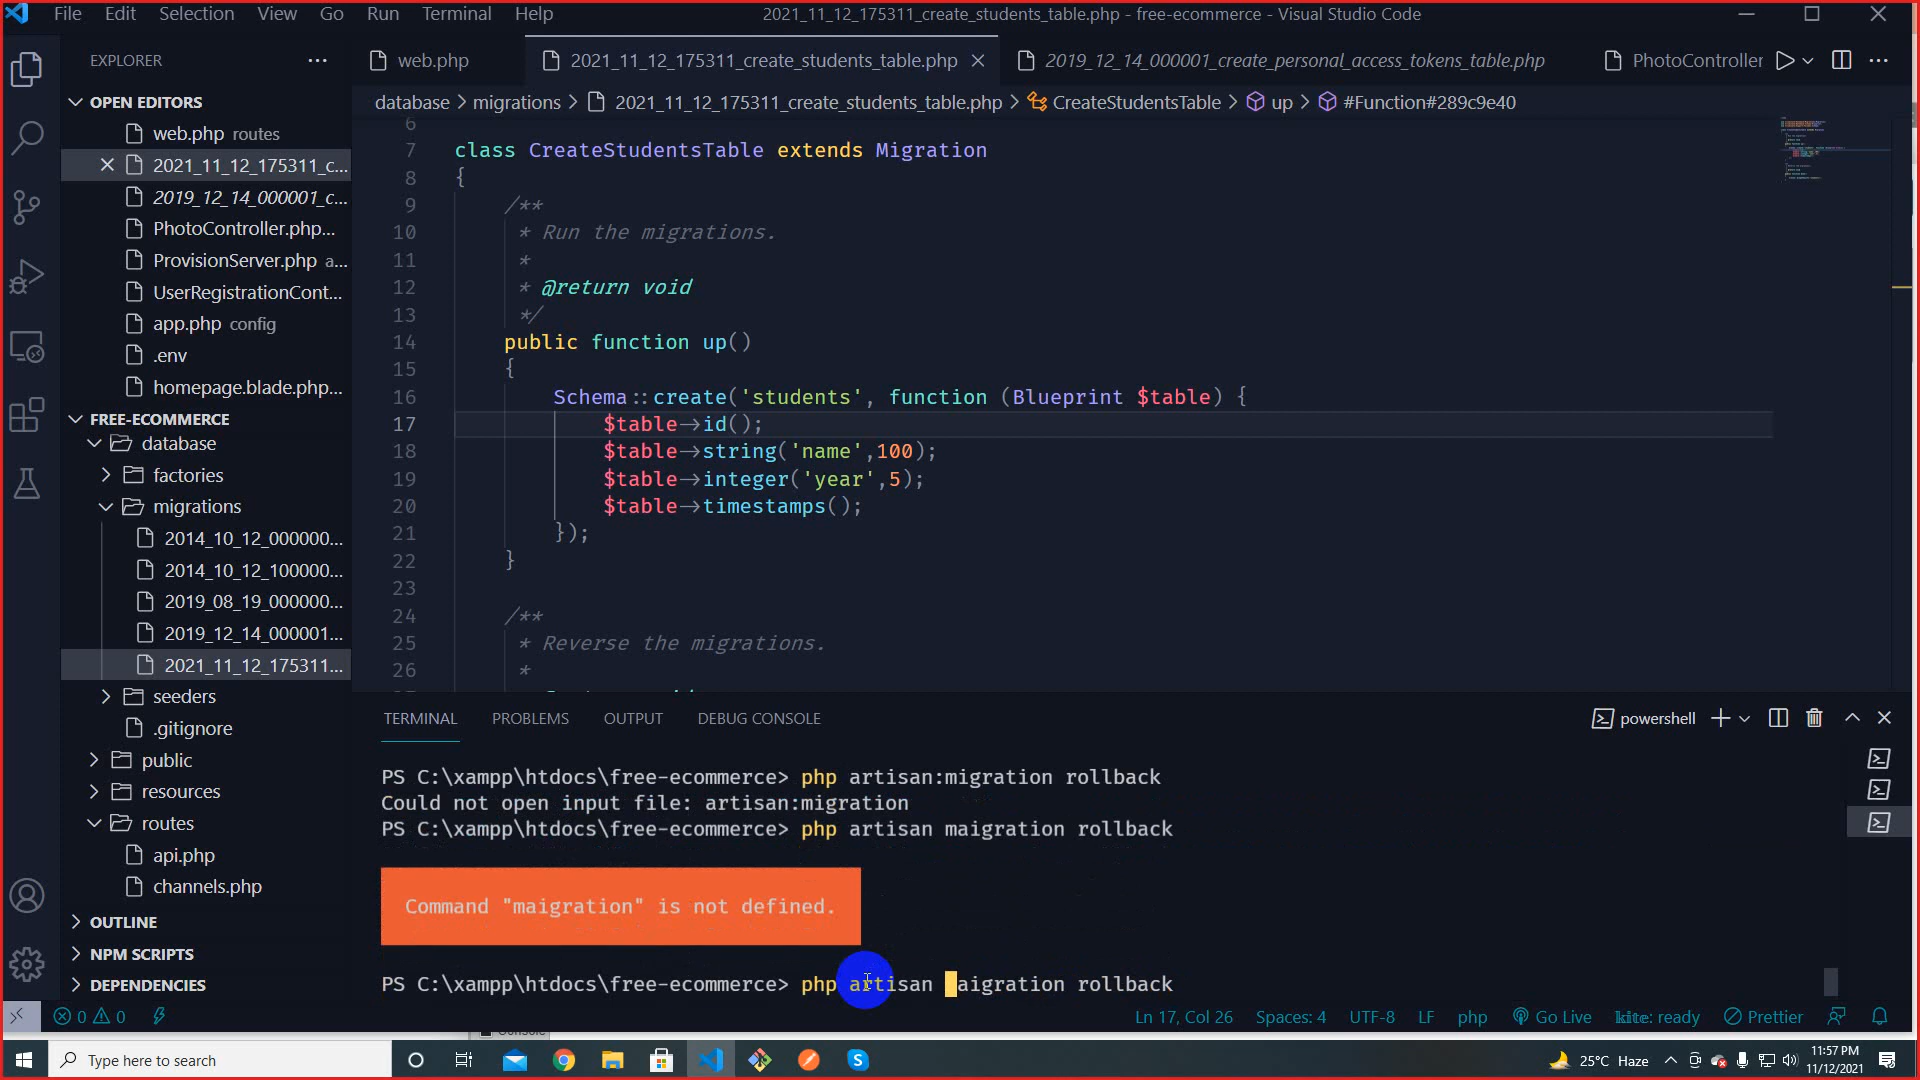 File Edit Selection View Go Run Terminal Help
2021_11_12_175311_create_students_table.php - free-ecommerce - Visual Studio Code
EXPLORER
web.php
2021_11_12_175311_create_students_table.php
2019_12_14_000001_create_personal_access_tokens_table.php
PhotoController
OPEN EDITORS
database > migrations > 2021_11_12_175311_create_students_table.php > CreateStudentsTable > up > #Function#289c9e40
web.php routes
2021_11_12_175311_c...
2019_12_14_000001_c...
PhotoController.php...
ProvisionServer.php a...
UserRegistrationCont...
app.php config
.env
homepage.blade.php...
FREE-ECOMMERCE
database
factories
migrations
2014_10_12_000000...
2014_10_12_100000...
2019_08_19_000000...
2019_12_14_000001...
2021_11_12_175311...
seeders
.gitignore
public
resources
routes
api.php
channels.php
OUTLINE
NPM SCRIPTS
DEPENDENCIES
6
7 class CreateStudentsTable extends Migration
8 {
9 /**
10 * Run the migrations.
11 *
12 * @return void
13 */
14 public function up()
15 {
16 Schema::create('students', function (Blueprint $table) {
17 $table->id();
18 $table->string('name',100);
19 $table->integer('year',5);
20 $table->timestamps();
21 });
22 }
23
24 /**
25 * Reverse the migrations.
26 *
TERMINAL PROBLEMS OUTPUT DEBUG CONSOLE
powershell
PS C:\xampp\htdocs\free-ecommerce> php artisan:migration rollback
Could not open input file: artisan:migration
PS C:\xampp\htdocs\free-ecommerce> php artisan maigration rollback
Command "maigration" is not defined.
PS C:\xampp\htdocs\free-ecommerce> php artisan maigration rollback
0 0
Ln 17, Col 26 Spaces: 4 UTF-8 LF php Go Live kite: ready Prettier
Console
Type here to search
25°C Haze
11:57 PM
11/12/2021